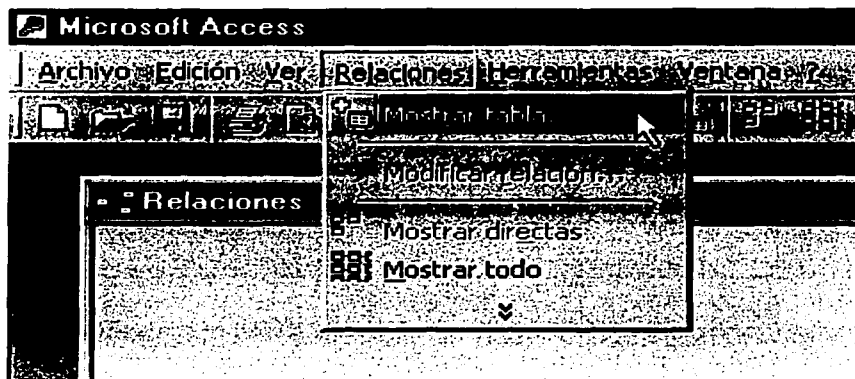 Microsoft Access
Archivo Edición Ver Relaciones Herramientas Ventana ?
Mostrar tabla...
Modificar relación...
Relaciones
Mostrar directas
Mostrar todo